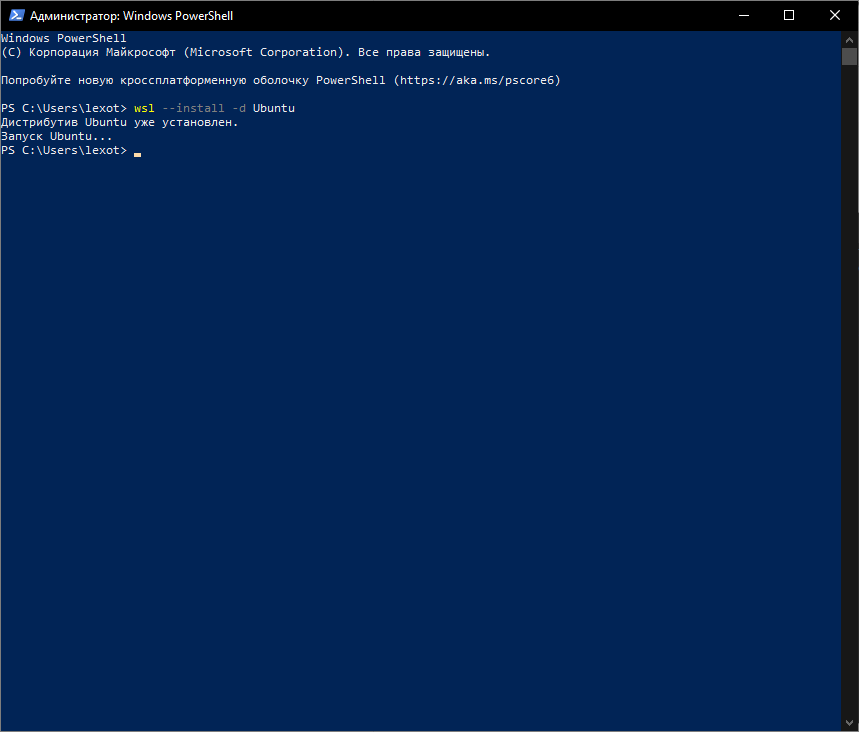 Администратор: Windows PowerShell
Windows PowerShell
(C) Корпорация Майкрософт (Microsoft Corporation). Все права защищены.
Попробуйте новую кроссплатформенную оболочку PowerShell (https://aka.ms/pscore6)
PS C:\Users\lexot> wsl --install -d Ubuntu
Дистрибутив Ubuntu уже установлен.
Запуск Ubuntu...
PS C:\Users\lexot>